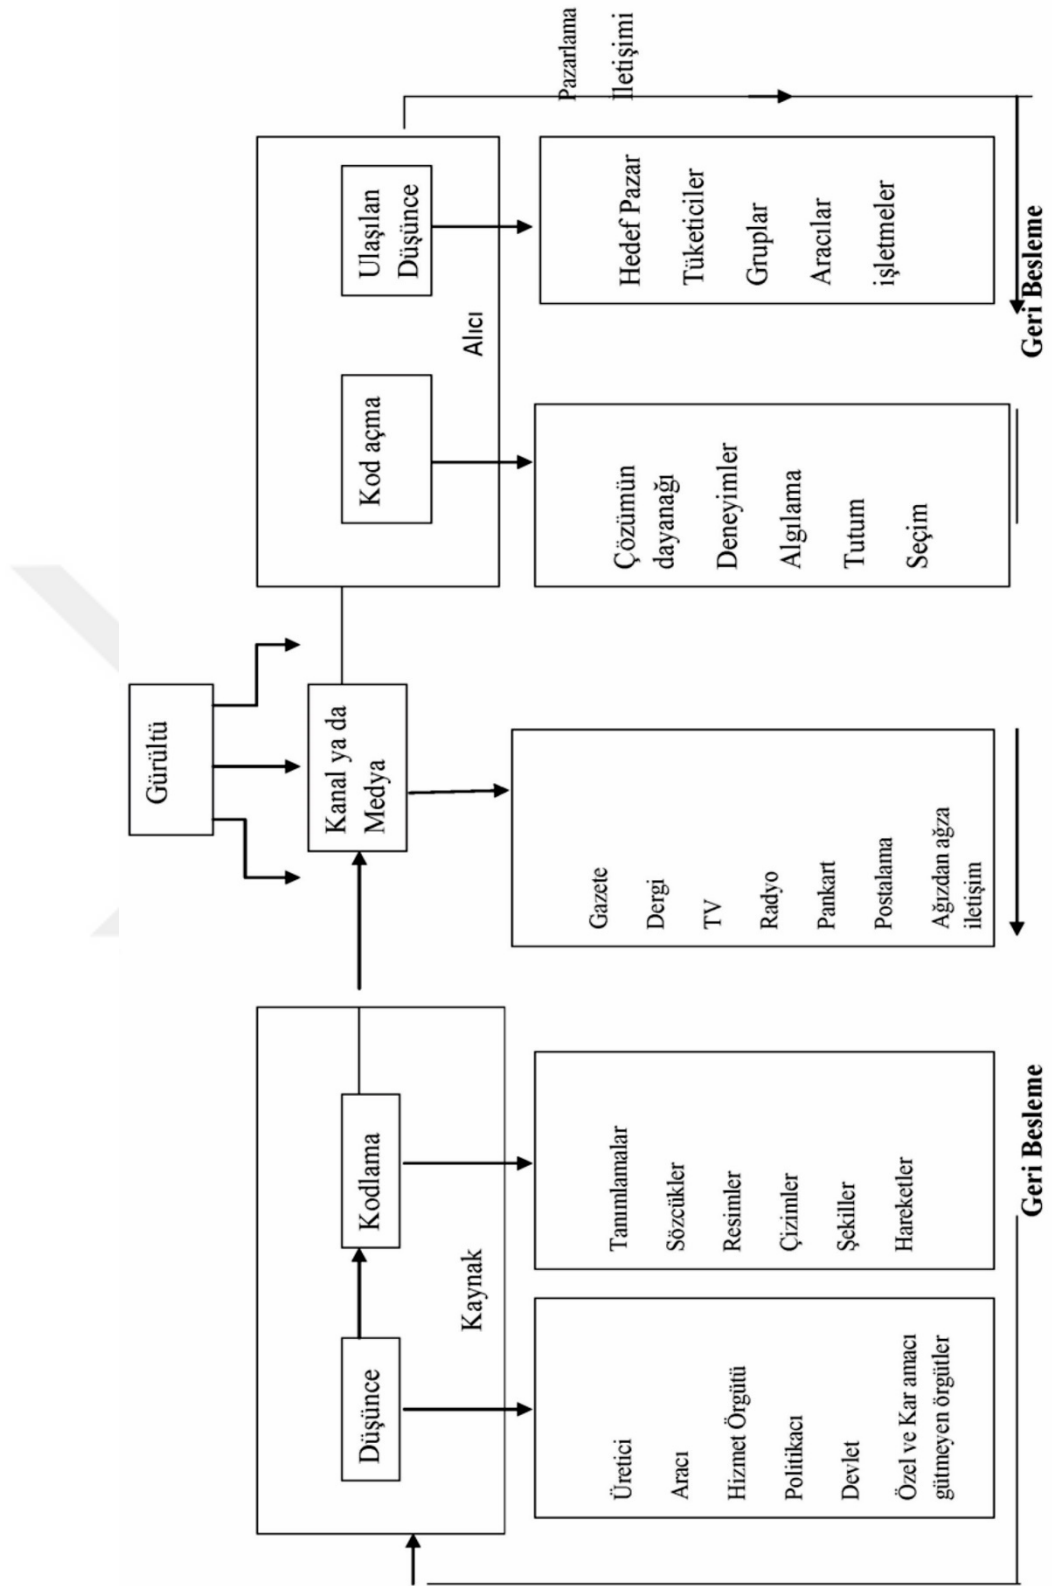 Gürültü
Düşünce
Kodlama
Kaynak
Kanal ya da
Medya
Kod açma
Ulaşılan
Düşünce
Alıcı
Pazarlama
İletişimi
Üretici
Aracı
Hizmet Örgütü
Politikacı
Devlet
Özel ve Kar amacı
gütmeyen örgütler
Tanımlamalar
Sözcükler
Resimler
Çizimler
Şekiller
Hareketler
Gazete
Dergi
TV
Radyo
Pankart
Postalama
Ağızdan ağza
iletişim
Çözümün
dayanağı
Deneyimler
Algılama
Tutum
Seçim
Hedef Pazar
Tüketiciler
Gruplar
Aracılar
işletmeler
Geri Besleme
Geri Besleme